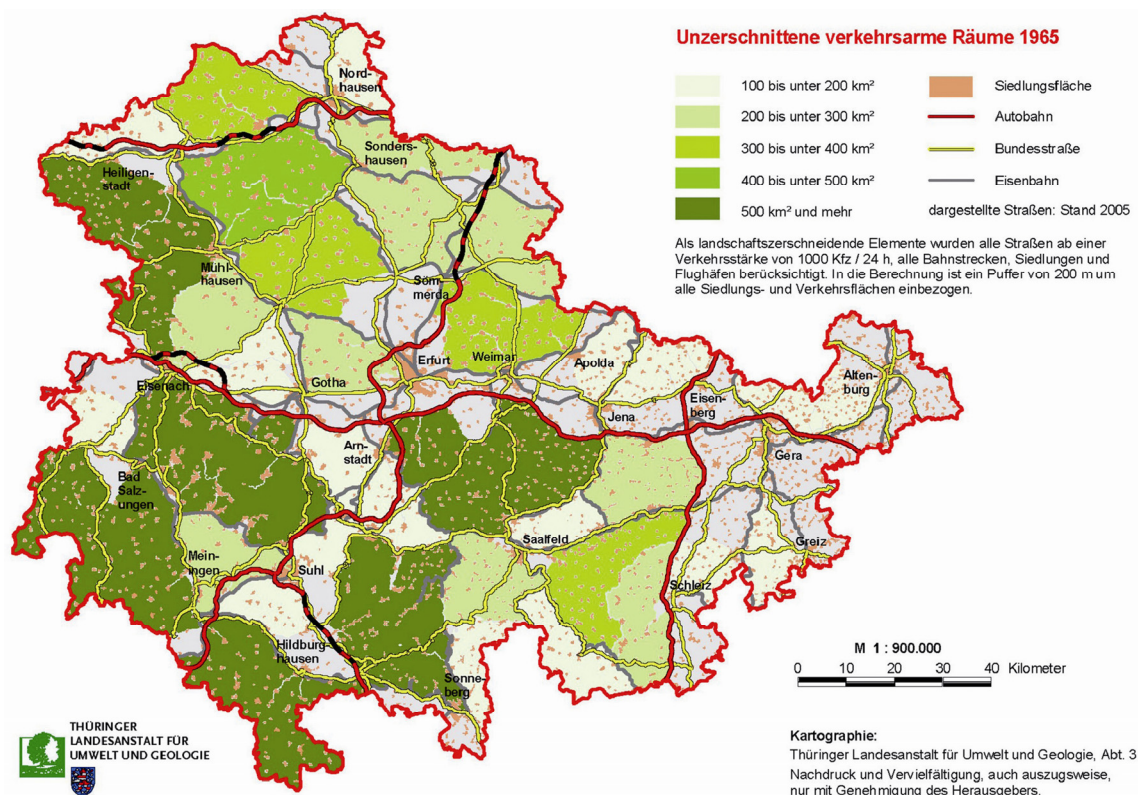 Unzerschnittene verkehrsarme Räume 1965
100 bis unter 200 km²
200 bis unter 300 km²
300 bis unter 400 km²
400 bis unter 500 km²
500 km² und mehr
Siedlungsfläche
Autobahn
Bundesstraße
Eisenbahn
dargestellte Straßen: Stand 2005
Als landschaftszerschneidende Elemente wurden alle Straßen ab einer
Verkehrsstärke von 1000 Kfz / 24 h, alle Bahnstrecken, Siedlungen und
Flughäfen berücksichtigt. In die Berechnung ist ein Puffer von 200 m um
alle Siedlungs- und Verkehrsflächen einbezogen.
Nord-
hausen
Sonders-
hausen
Heiligen-
stadt
Mühl-
hausen
Söm-
merda
Erfurt
Weimar
Apolda
Eisenach
Gotha
Jena
Eisen-
berg
Alten-
burg
Gera
Arn-
stadt
Bad
Salz-
ungen
Saalfeld
Greiz
Mei-
ningen
Suhl
Schleiz
Hildburg-
hausen
Sonne-
berg
M 1 : 900.000
0 10 20 30 40 Kilometer
THÜRINGER
LANDESANSTALT FÜR
UMWELT UND GEOLOGIE
Kartographie:
Thüringer Landesanstalt für Umwelt und Geologie, Abt. 3
Nachdruck und Vervielfältigung, auch auszugsweise,
nur mit Genehmigung des Herausgebers.